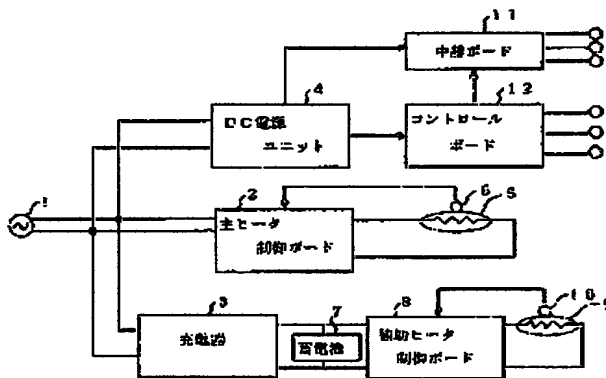 11
中継ボード
4
12
DC電源
ユニット
コントロール
ボード
1
2
6
5
主ヒータ
制御ボード
3
7
8
10
9
充電器
蓄電池
補助ヒータ
制御ボード